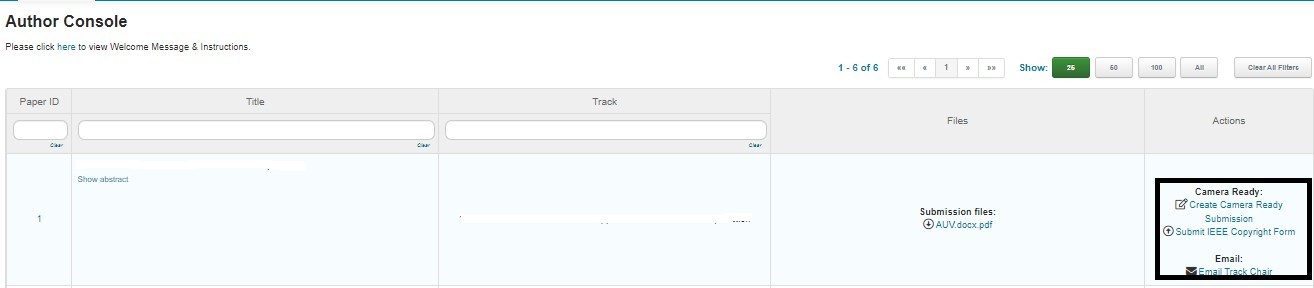 Author Console
Please click here to view Welcome Message & Instructions.
1 - 6 of 6 «« « 1 » »» Show: 25 50 100 All Clear All Filters
Paper ID Title Track Files Actions
Clear Clear Clear
Show abstract
1
Submission files:
AUV.docx.pdf
Camera Ready:
Create Camera Ready
Submission
Submit IEEE Copyright Form
Email:
Email Track Chair